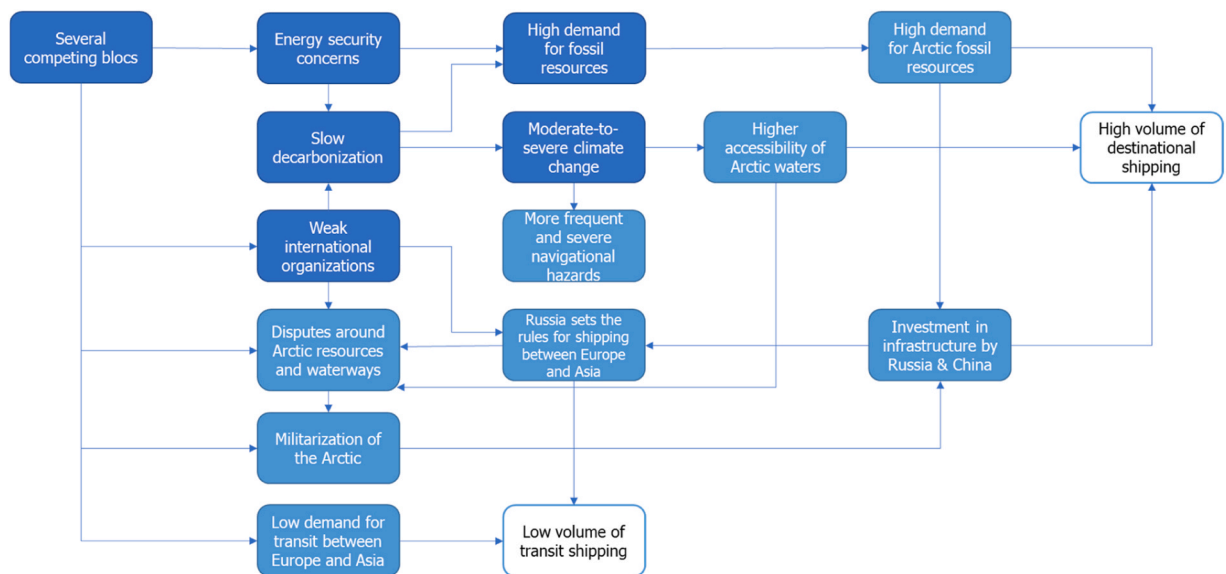 Several
competing blocs
Energy security
concerns
High demand
for fossil
resources
High demand
for Arctic fossil
resources
Slow
decarbonization
Moderate-to-
severe climate
change
Higher
accessibility of
Arctic waters
High volume of
destinational
shipping
Weak
international
organizations
More frequent
and severe
navigational
hazards
Disputes around
Arctic resources
and waterways
Russia sets the
rules for shipping
between Europe
and Asia
Investment in
infrastructure by
Russia & China
Militarization of
the Arctic
Low demand for
transit between
Europe and Asia
Low volume of
transit shipping